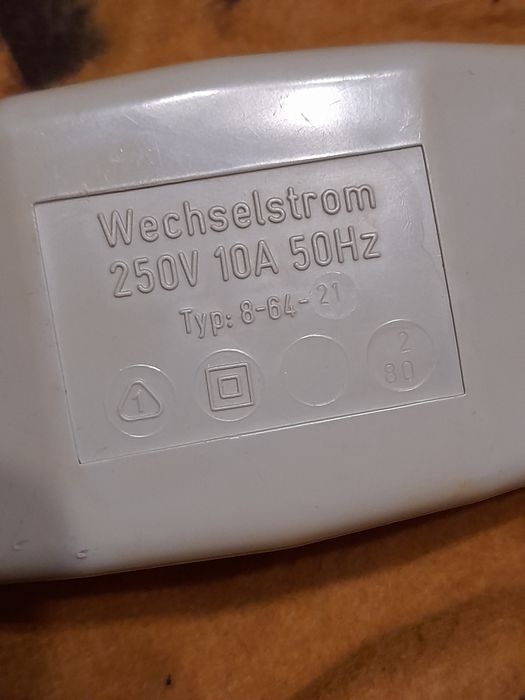 Wechselstrom
250V 10A 50Hz
Typ: 8-64-21
1
2
80